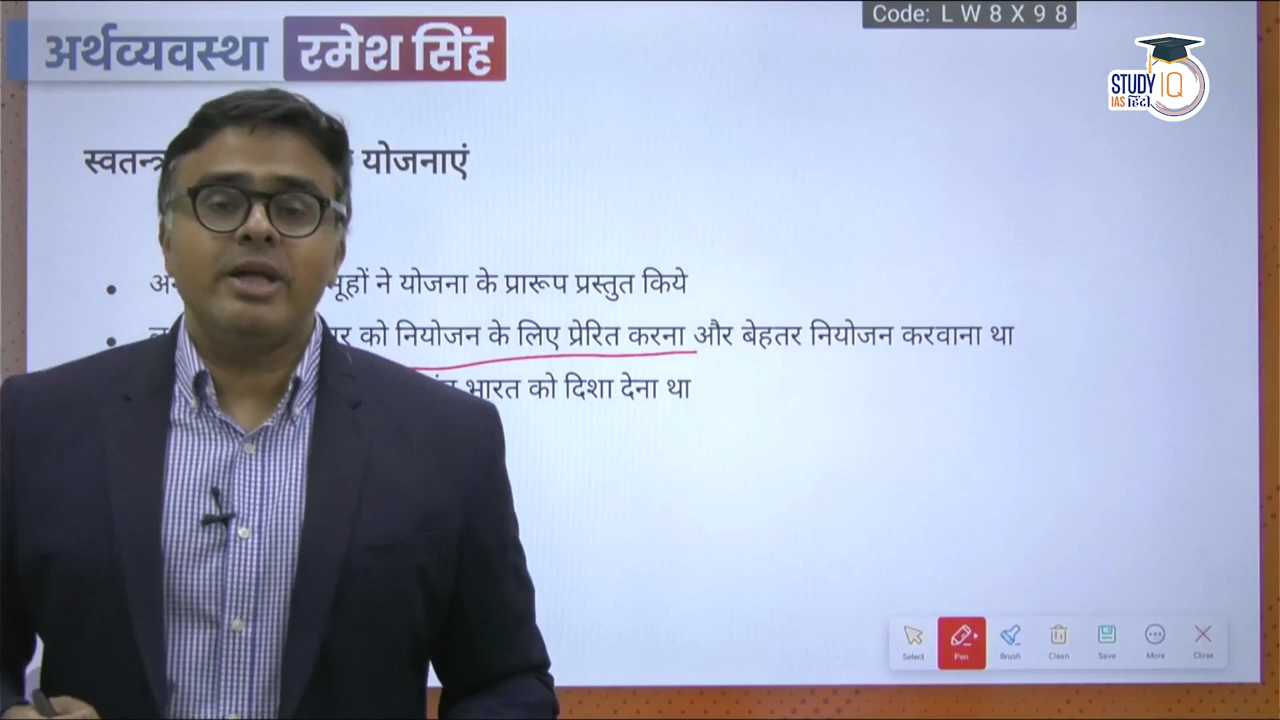 Code: L W 8 X 9 8
अर्थव्यवस्था रमेश सिंह
STUDY IQ
IAS हिंदी
योजनाएं
ने योजना के प्रारूप प्रस्तुत किये
को नियोजन के लिए प्रेरित करना और बेहतर नियोजन करवाना था
भारत को दिशा देना था
Select Pen Brush Clean Save More Close